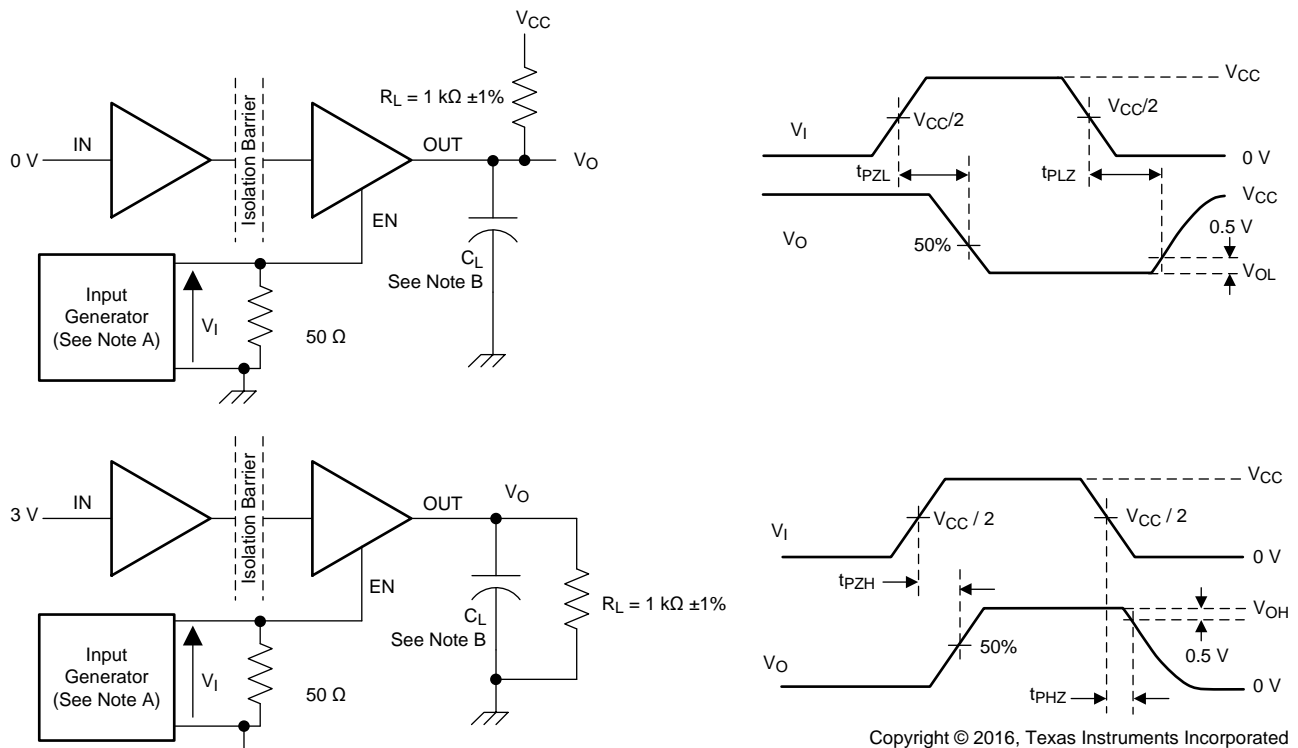 VCC
RL = 1 kΩ ±1%
IN
OUT
0 V
VO
Isolation Barrier
EN
CL
See Note B
Input
Generator
(See Note A)
VI
50 Ω
VCC
VCC/2
VCC/2
VI
0 V
tPZL
tPLZ
VCC
0.5 V
VO
50%
VOL
Isolation Barrier
IN
OUT
VO
3 V
EN
CL
See Note B
RL = 1 kΩ ±1%
Input
Generator
(See Note A)
VI
50 Ω
VCC
VI
VCC / 2
VCC / 2
0 V
tPZH
VOH
50%
0.5 V
VO
tPHZ
0 V
Copyright © 2016, Texas Instruments Incorporated